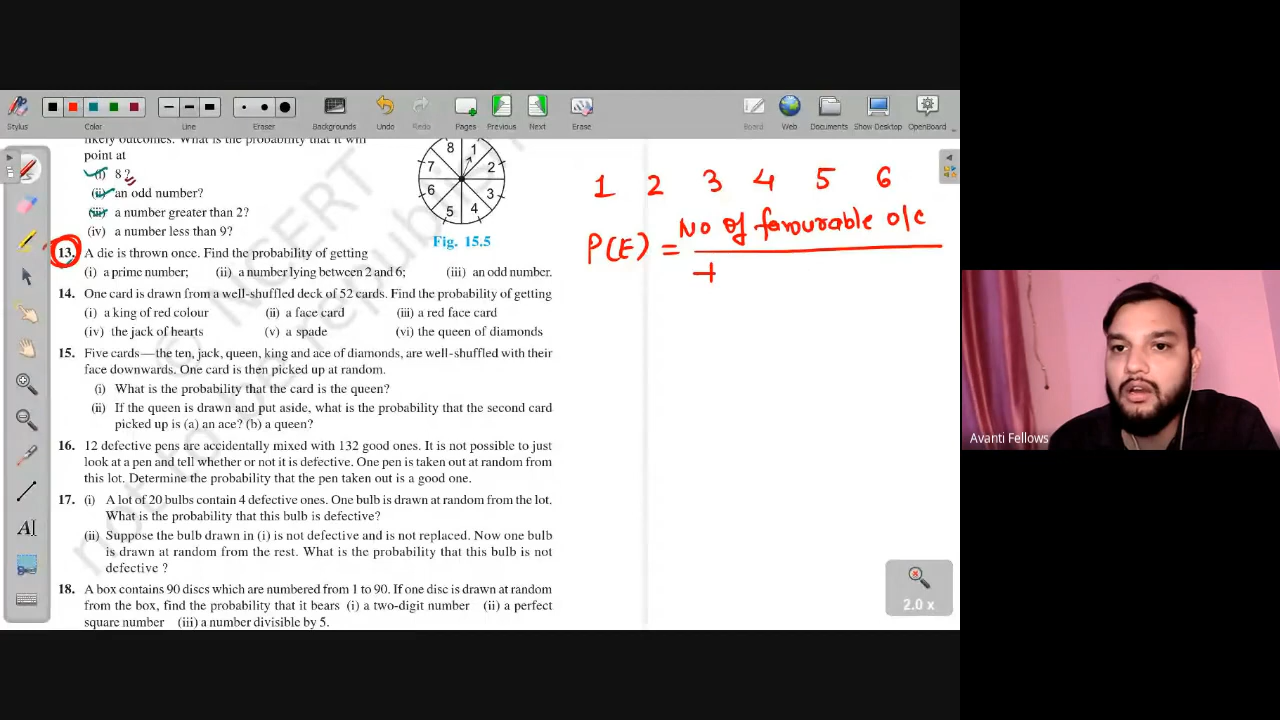 Stylus Color Line Eraser Backgrounds Undo Redo Pages Previous Next Erase Board Web Documents Show Desktop OpenBoard
likely outcomes. What is the probability that it will
point at
(i) 8 ?
(ii) an odd number?
(iii) a number greater than 2?
(iv) a number less than 9?
8 1
7 2
6 3
5 4
Fig. 15.5
13. A die is thrown once. Find the probability of getting
(i) a prime number; (ii) a number lying between 2 and 6; (iii) an odd number.
14. One card is drawn from a well-shuffled deck of 52 cards. Find the probability of getting
(i) a king of red colour (ii) a face card (iii) a red face card
(iv) the jack of hearts (v) a spade (vi) the queen of diamonds
15. Five cards—the ten, jack, queen, king and ace of diamonds, are well-shuffled with their
face downwards. One card is then picked up at random.
(i) What is the probability that the card is the queen?
(ii) If the queen is drawn and put aside, what is the probability that the second card
picked up is (a) an ace? (b) a queen?
16. 12 defective pens are accidentally mixed with 132 good ones. It is not possible to just
look at a pen and tell whether or not it is defective. One pen is taken out at random from
this lot. Determine the probability that the pen taken out is a good one.
17. (i) A lot of 20 bulbs contain 4 defective ones. One bulb is drawn at random from the lot.
What is the probability that this bulb is defective?
(ii) Suppose the bulb drawn in (i) is not defective and is not replaced. Now one bulb
is drawn at random from the rest. What is the probability that this bulb is not
defective ?
18. A box contains 90 discs which are numbered from 1 to 90. If one disc is drawn at random
from the box, find the probability that it bears (i) a two-digit number (ii) a perfect
square number (iii) a number divisible by 5.
1 2 3 4 5 6
No of favourable o/c
P(E) =
2.0 x
Avanti Fellows